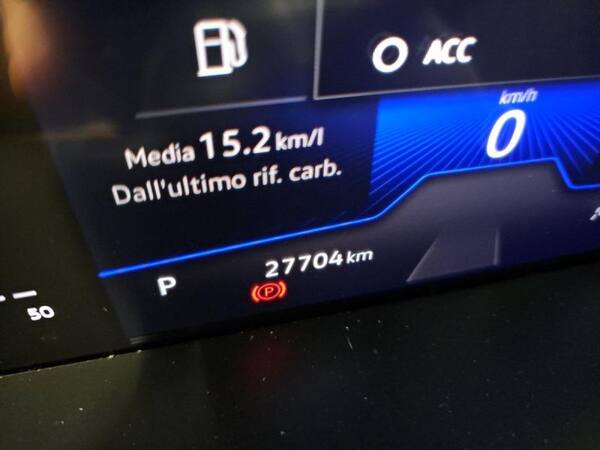 ACC
km/h
0
Media 15.2 km/l
Dall'ultimo rif. carb.
27704 km
P
P
50